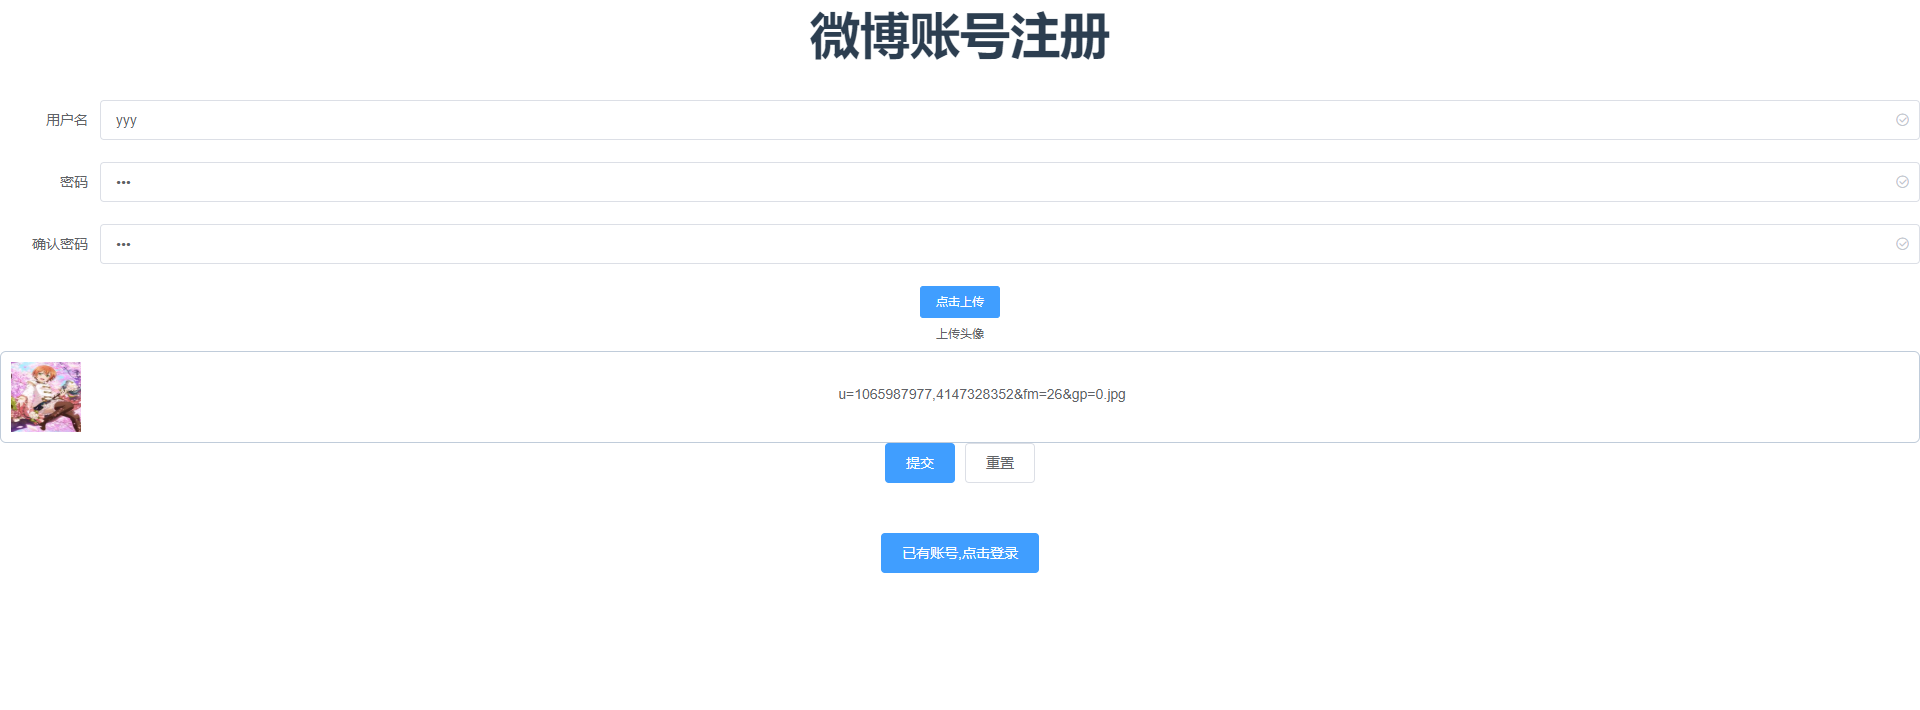 微博账号注册
用户名 yyy
密码 •••
确认密码 •••
点击上传
上传头像
u=1065987977,4147328352&fm=26&gp=0.jpg
提交 重置
已有账号,点击登录